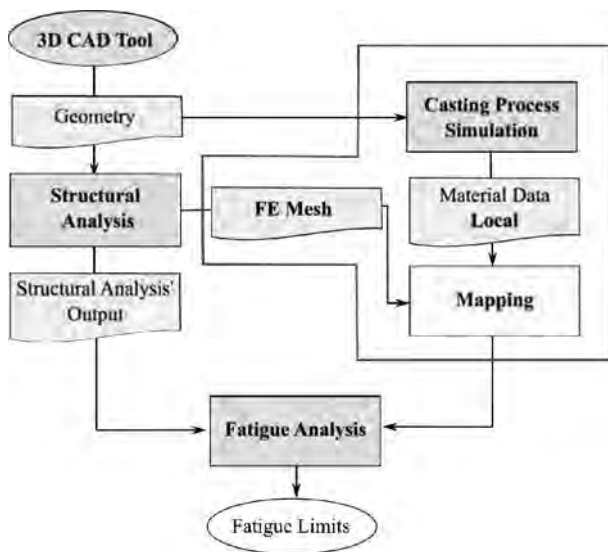 3D CAD Tool
Geometry
Casting Process
Simulation
Structural
Analysis
FE Mesh
Material Data
Local
Structural Analysis'
Output
Mapping
Fatigue Analysis
Fatigue Limits